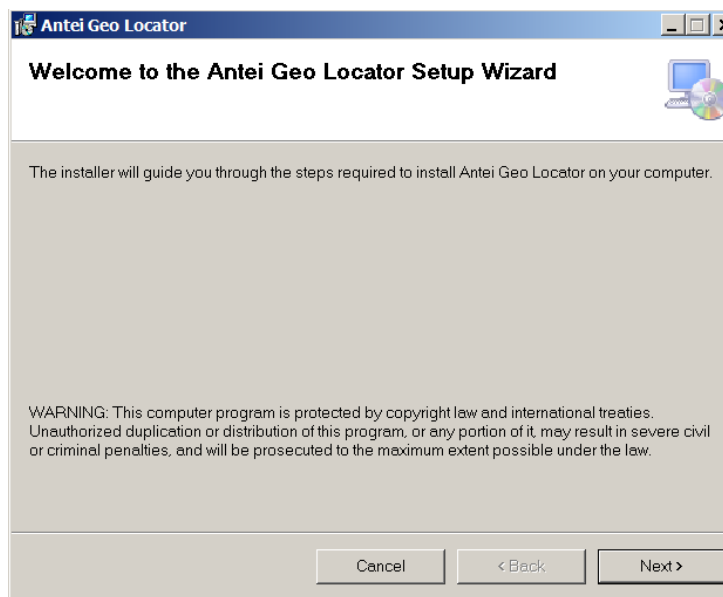 Antei Geo Locator
Welcome to the Antei Geo Locator Setup Wizard
The installer will guide you through the steps required to install Antei Geo Locator on your computer.
WARNING: This computer program is protected by copyright law and international treaties.
Unauthorized duplication or distribution of this program, or any portion of it, may result in severe civil
or criminal penalties, and will be prosecuted to the maximum extent possible under the law.
Cancel
< Back
Next >